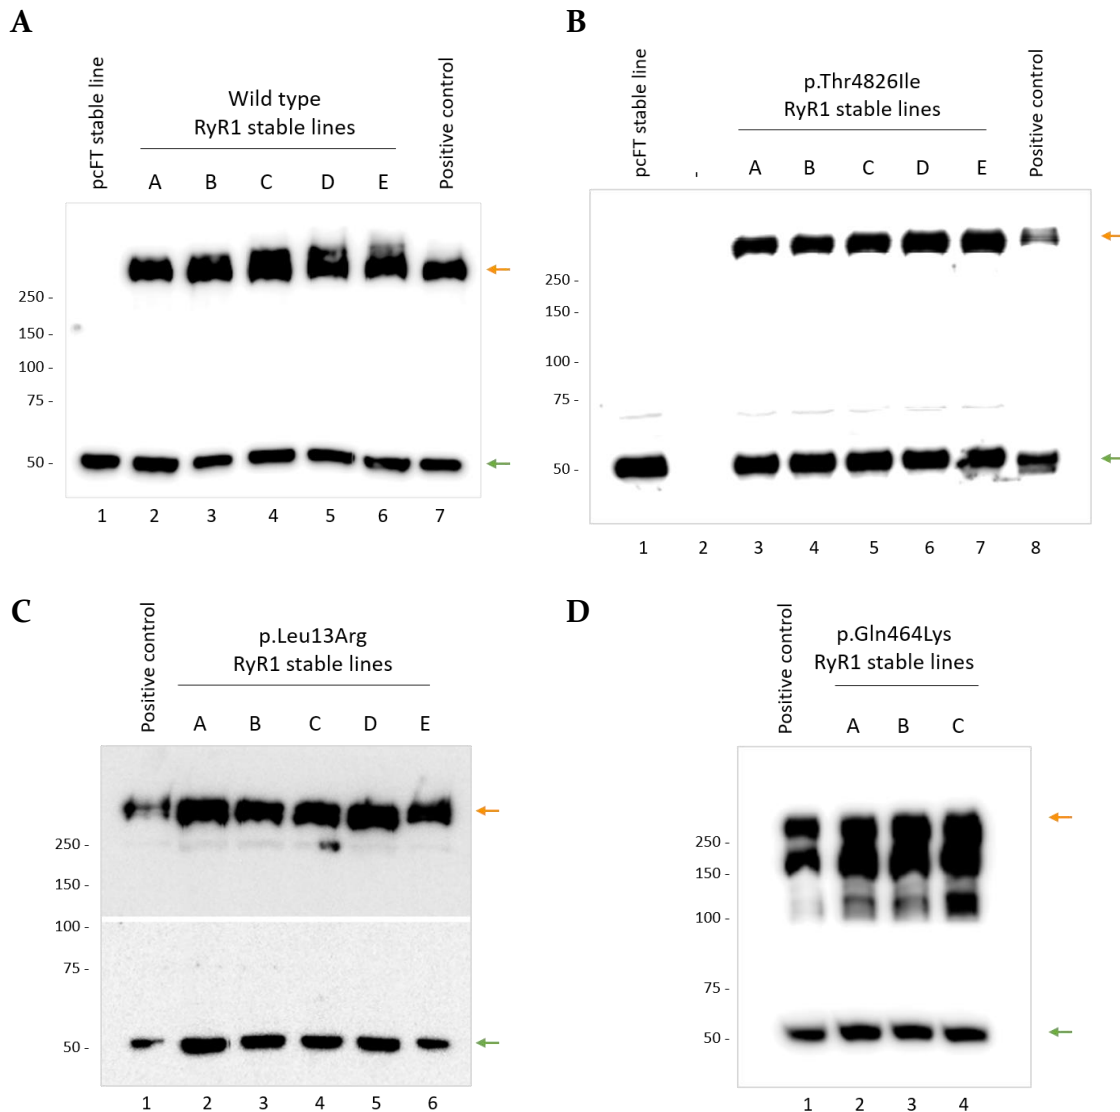 A
pcFT stable line
Wild type
RyR1 stable lines
Positive control
A B C D E
250 -
150 -
100 -
75 -
50 -
1 2 3 4 5 6 7
B
pcFT stable line
-
p.Thr4826Ile
RyR1 stable lines
Positive control
A B C D E
250 -
150 -
100 -
75 -
50 -
1 2 3 4 5 6 7 8
C
Positive control
p.Leu13Arg
RyR1 stable lines
A B C D E
250 -
150 -
100 -
75 -
50 -
1 2 3 4 5 6
D
Positive control
p.Gln464Lys
RyR1 stable lines
A B C
250 -
150 -
100 -
75 -
50 -
1 2 3 4